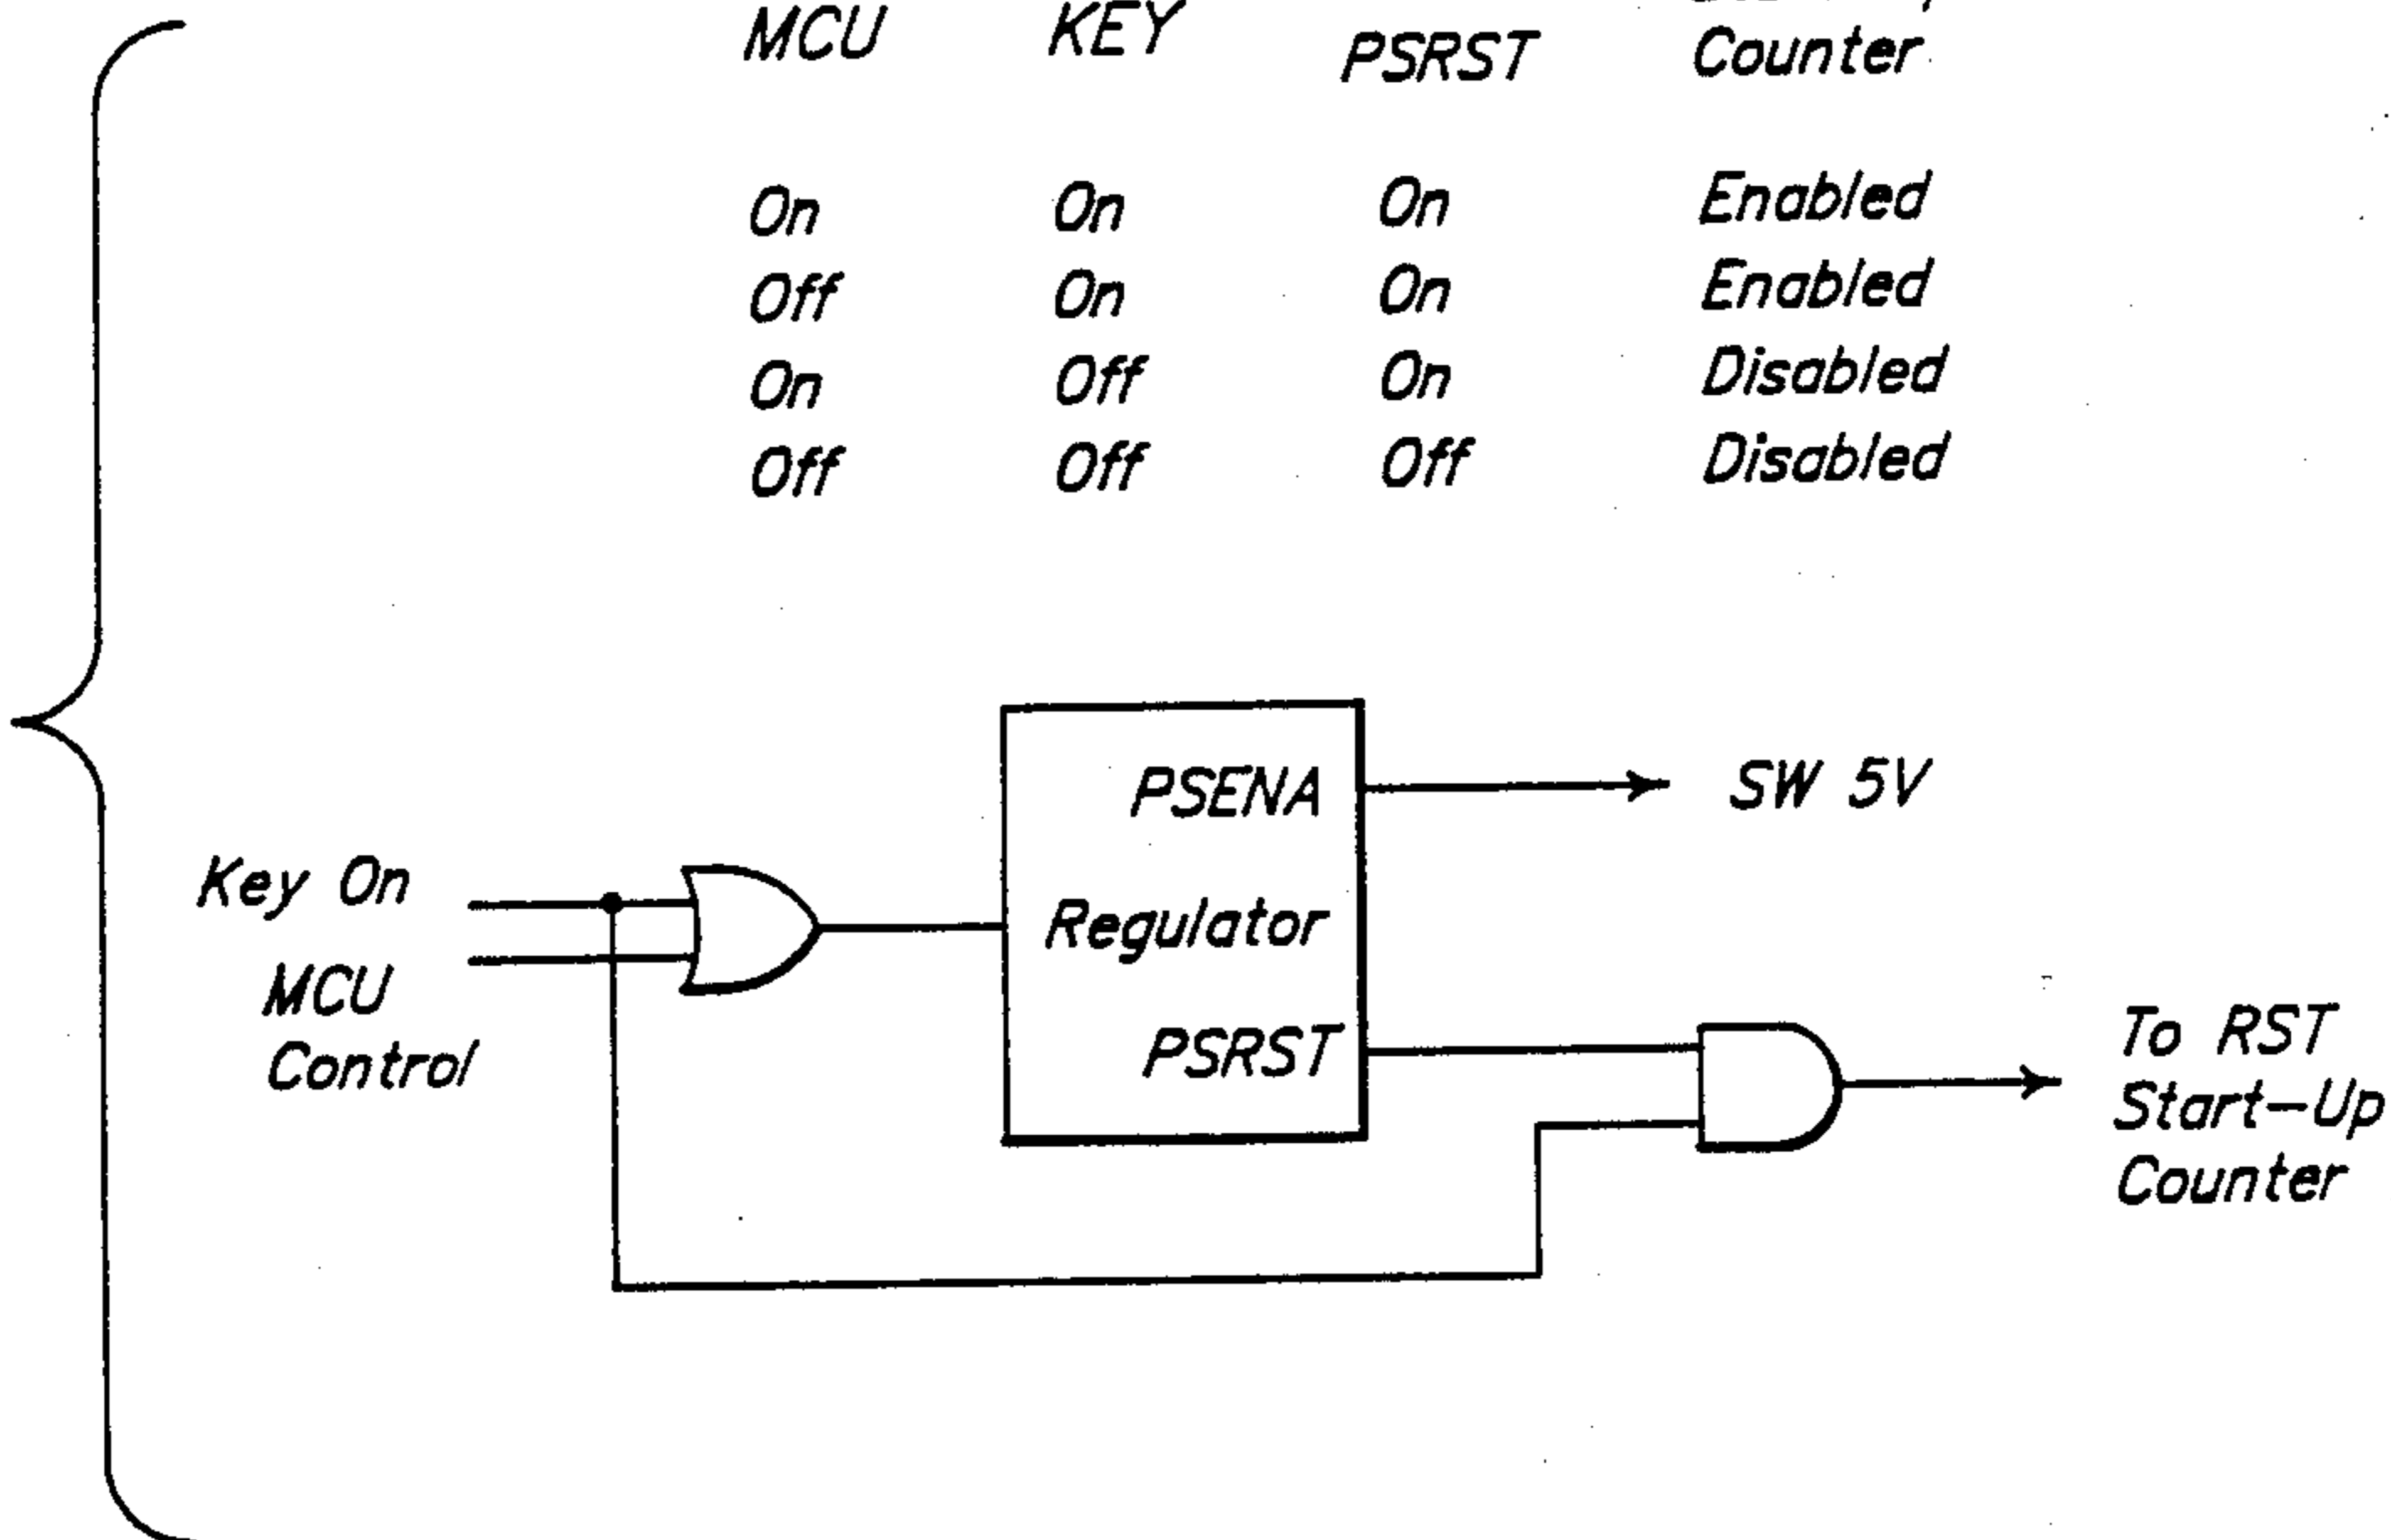 MCU KEY PSRST Counter
On On On Enabled
Off On On Enabled
On Off On Disabled
Off Off Off Disabled
PSENA
SW 5V
Key On
Regulator
MCU
Control
PSRST
To RST
Start-Up
Counter